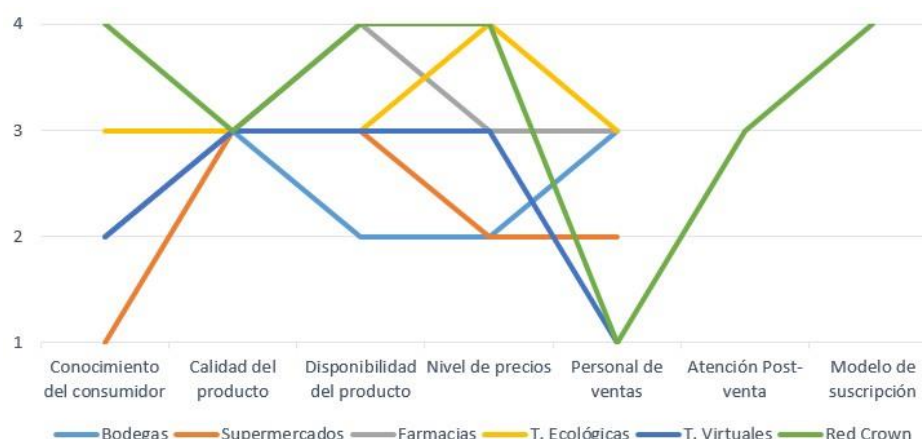 4
3
2
1
Conocimiento del consumidor
Calidad del producto
Disponibilidad del producto
Nivel de precios
Personal de ventas
Atención Post-venta
Modelo de suscripción
Bodegas
Supermercados
Farmacias
T. Ecológicas
T. Virtuales
Red Crown